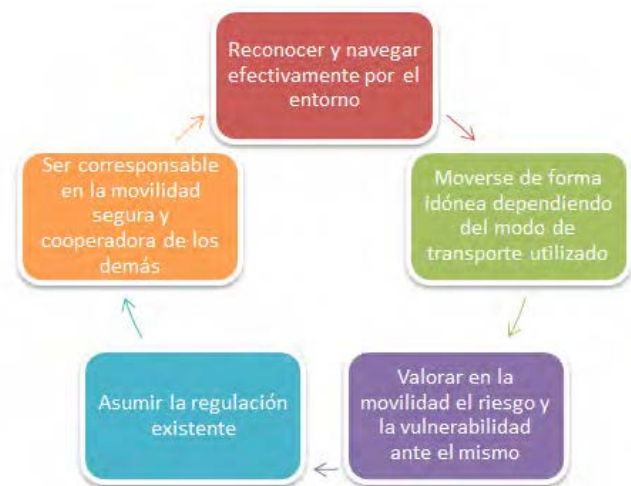 Reconocer y navegar
efectivamente por el
entorno
Moverse de forma
idónea dependiendo
del modo de
transporte utilizado
Valorar en la
movilidad el riesgo y
la vulnerabilidad
ante el mismo
Asumir la regulación
existente
Ser corresponsable
en la movilidad
segura y
cooperadora de los
demás